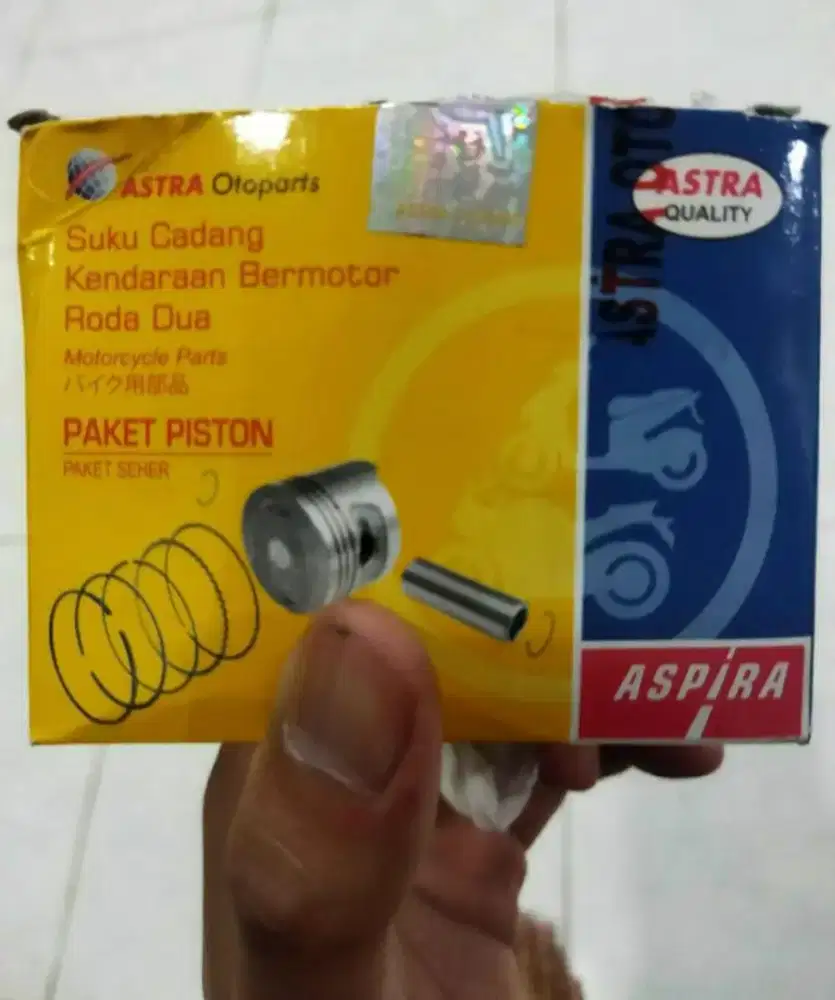 ASTRA Otoparts
Suku Cadang
Kendaraan Bermotor
Roda Dua
Motorcycle Parts
バイク用部品
PAKET PISTON
PAKET SEHER
ASTRA OTO
ASTRA
QUALITY
ASPIRA